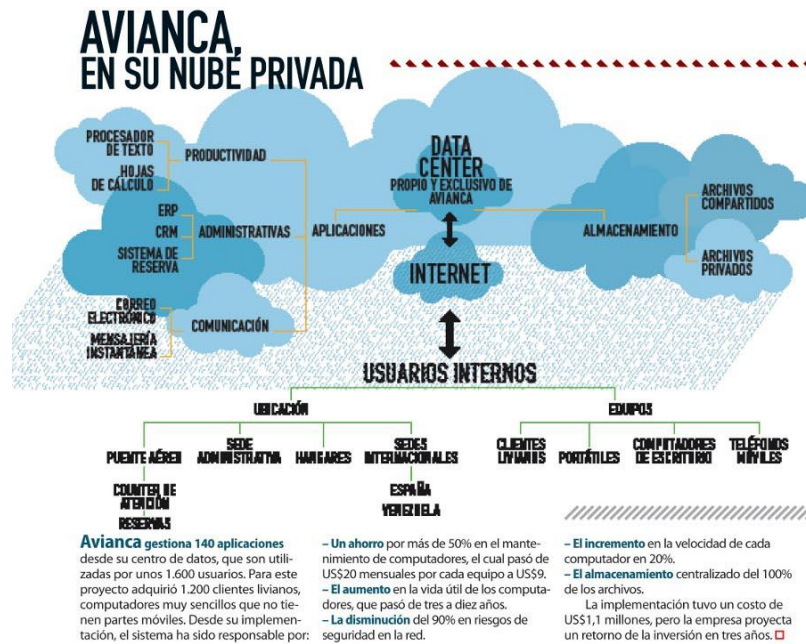 AVIANCA,
EN SU NUBE PRIVADA
PROCESADOR
DE TEXTO
HOJAS
DE CÁLCULO
PRODUCTIVIDAD
ERP
CRM
SISTEMA DE
RESERVA
ADMINISTRATIVAS
CORREO
ELECTRÓNICO
MENSAJERÍA
INSTANTÁNEA
COMUNICACIÓN
APLICACIONES
DATA
CENTER
PROPIO Y EXCLUSIVO DE
AVIANCA
INTERNET
ALMACENAMIENTO
ARCHIVOS
COMPARTIDOS
ARCHIVOS
PRIVADOS
USUARIOS INTERNOS
UBICACIÓN
PUENTE AÉREO
COUNTER DE
ATENCIÓN
RESERVAS
SEDE
ADMINISTRATIVA
HANGARES
SEDES
INTERNACIONALES
ESPAÑA
VENEZUELA
EQUIPOS
CLIENTES
LIVIANOS
PORTÁTILES
COMPUTADORES
DE ESCRITORIO
TELÉFONOS
MÓVILES
Avianca gestiona 140 aplicaciones
desde su centro de datos, que son utili-
zadas por unos 1.600 usuarios. Para este
proyecto adquirió 1.200 clientes livianos,
computadores muy sencillos que no tie-
nen partes móviles. Desde su implemen-
tación, el sistema ha sido responsable por:
– Un ahorro por más de 50% en el mante-
nimiento de computadores, el cual pasó de
US$20 mensuales por cada equipo a US$9.
– El aumento en la vida útil de los computa-
dores, que pasó de tres a diez años.
– La disminución del 90% en riesgos de
seguridad en la red.
– El incremento en la velocidad de cada
computador en 20%.
– El almacenamiento centralizado del 100%
de los archivos.
La implementación tuvo un costo de
US$1,1 millones, pero la empresa proyecta
un retorno de la inversión en tres años.